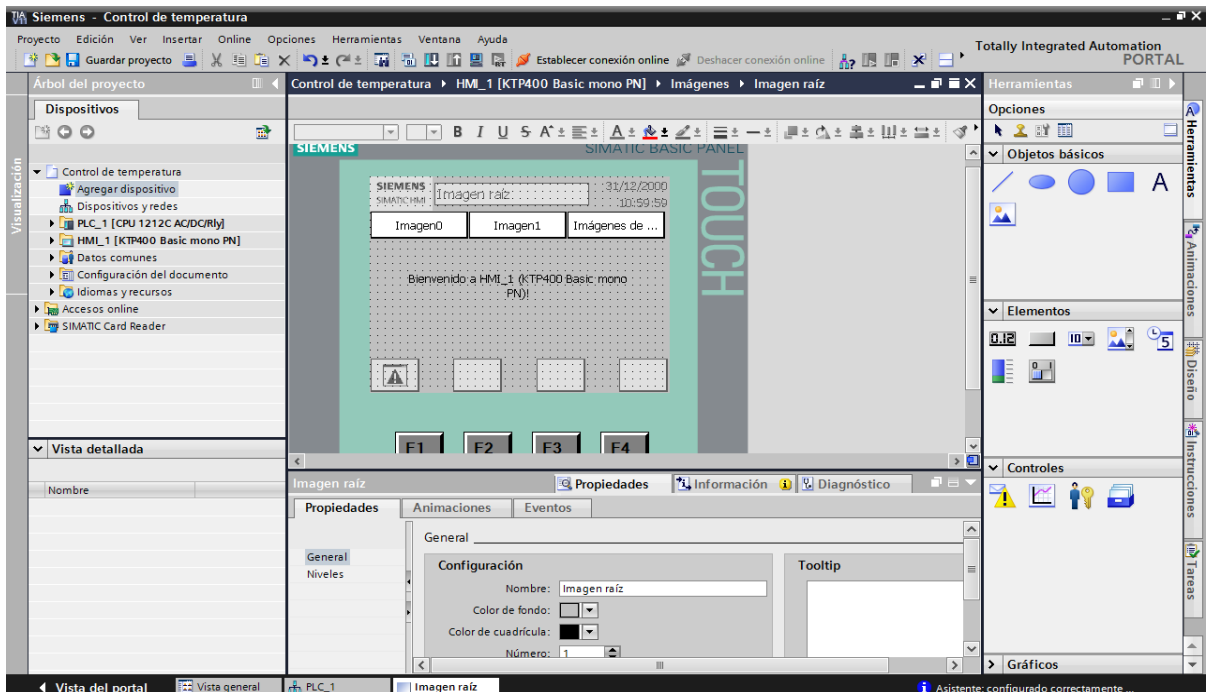 Siemens - Control de temperatura
Proyecto Edición Ver Insertar Online Opciones Herramientas Ventana Ayuda
Guardar proyecto
Establecer conexión online
Deshacer conexión online
Totally Integrated Automation
PORTAL
Visualización
Árbol del proyecto
Dispositivos
Control de temperatura
Agregar dispositivo
Dispositivos y redes
PLC_1 [CPU 1212C AC/DC/Rly]
HMI_1 [KTP400 Basic mono PN]
Datos comunes
Configuración del documento
Idiomas y recursos
Accesos online
SIMATIC Card Reader
Vista detallada
Nombre
Control de temperatura HMI_1 [KTP400 Basic mono PN] Imágenes Imagen raíz
B I U S A
SIEMENS
SIMATIC BASIC PANEL
TOUCH
SIEMENS
SIMATIC HMI
Imagen raíz
31/12/2000
10:59:59
Imagen0 Imagen1 Imágenes de ...
Bienvenido a HMI_1 (KTP400 Basic mono
PN)!
F1 F2 F3 F4
Imagen raíz
Propiedades Información Diagnóstico
Propiedades Animaciones Eventos
General
Niveles
General
Configuración
Nombre: Imagen raíz
Color de fondo:
Color de cuadrícula:
Número: 1
Tooltip
Herramientas
Opciones
Objetos básicos
A
Elementos
0.12
10
5
Controles
Gráficos
Herramientas
Animaciones
Diseño
Instrucciones
Tareas
Vista del portal
Vista general
PLC_1
Imagen raíz
Asistente: configurado correctamente ...